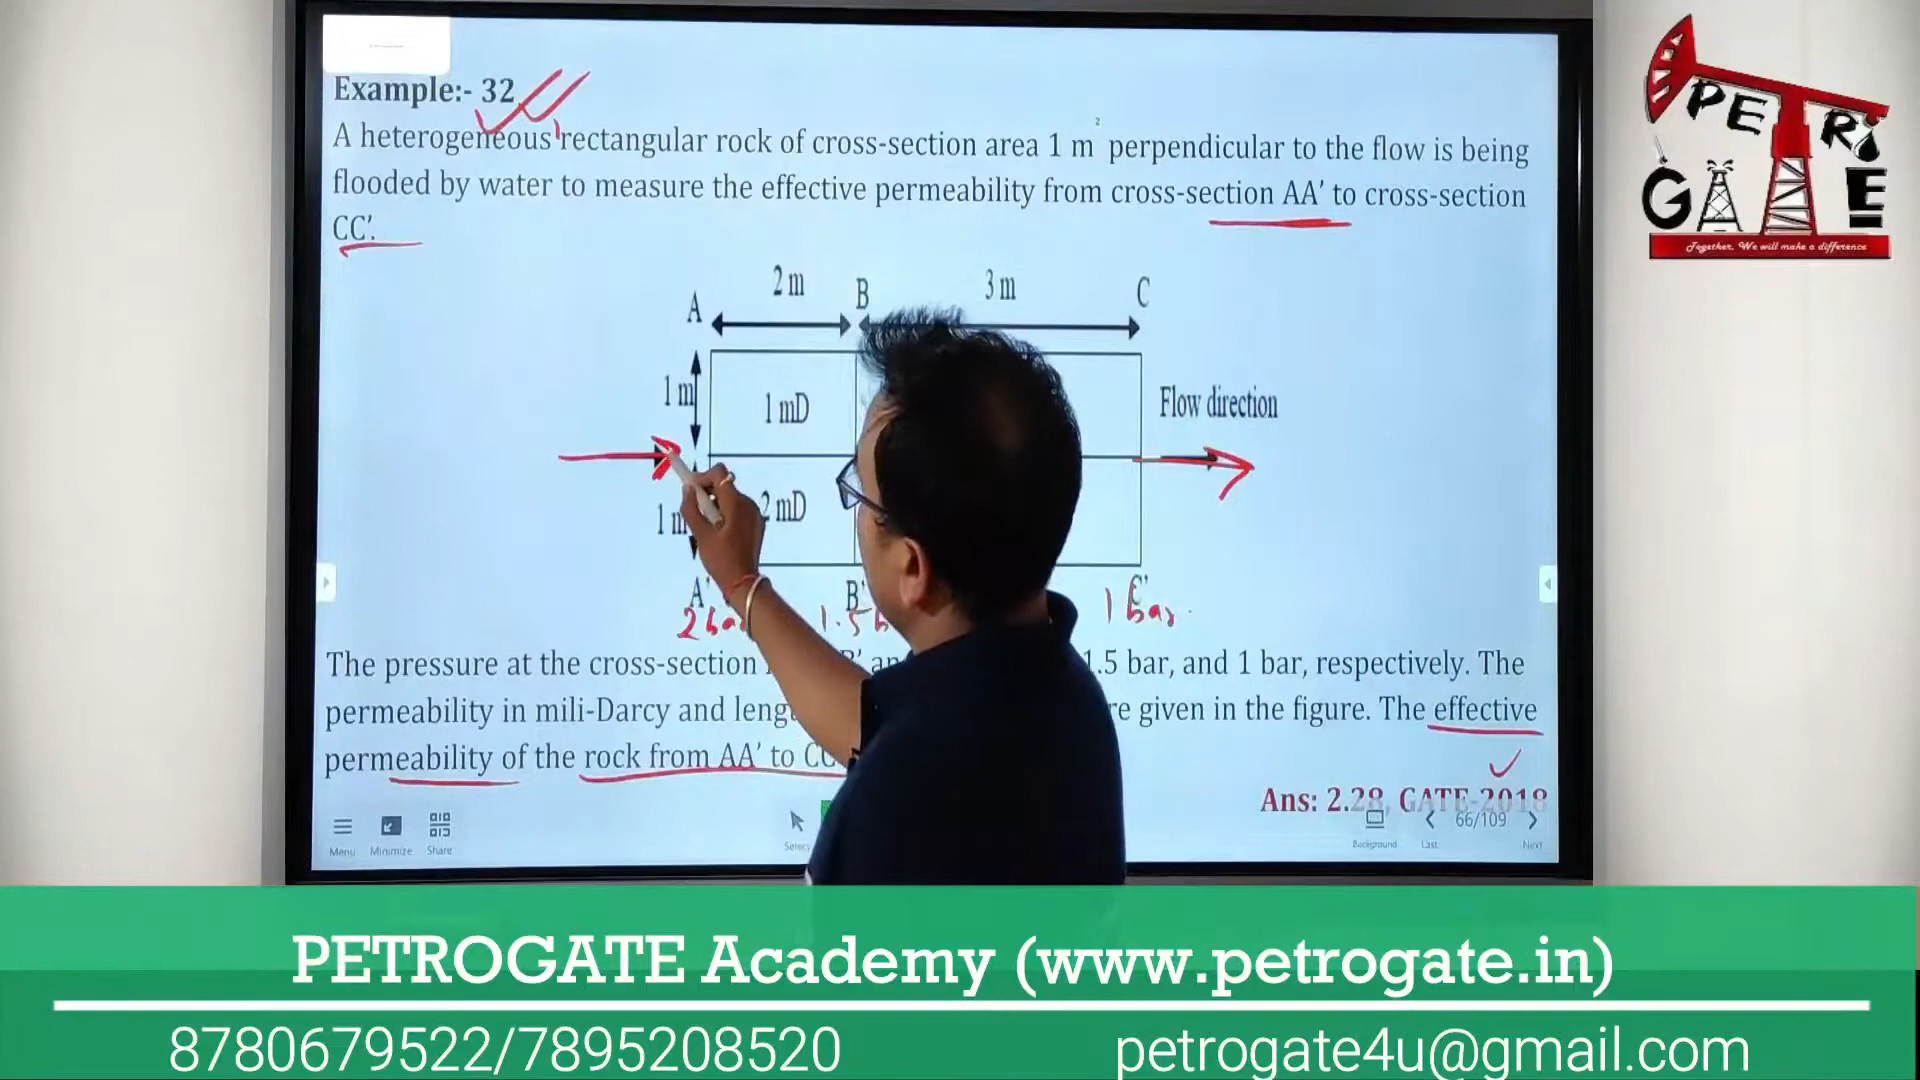 Example:- 32
A heterogeneous rectangular rock of cross-section area 1 m² perpendicular to the flow is being
flooded by water to measure the effective permeability from cross-section AA' to cross-section
CC'.
2 m
3 m
A
B
C
1 m
1 mD
Flow direction
1 m
2 mD
A'
B'
C'
2 bar
1.5 b
1 bar
The pressure at the cross-section 1.5 bar, and 1 bar, respectively. The
permeability in mili-Darcy and given in the figure. The effective
permeability of the rock from AA' to
Ans: 2.28, GATE-2018
Menu
Minimize
Share
Select
Background
Last
66/109
Next
PETRO
GATE
Together. We will make a difference
PETROGATE Academy (www.petrogate.in)
8780679522/7895208520
petrogate4u@gmail.com